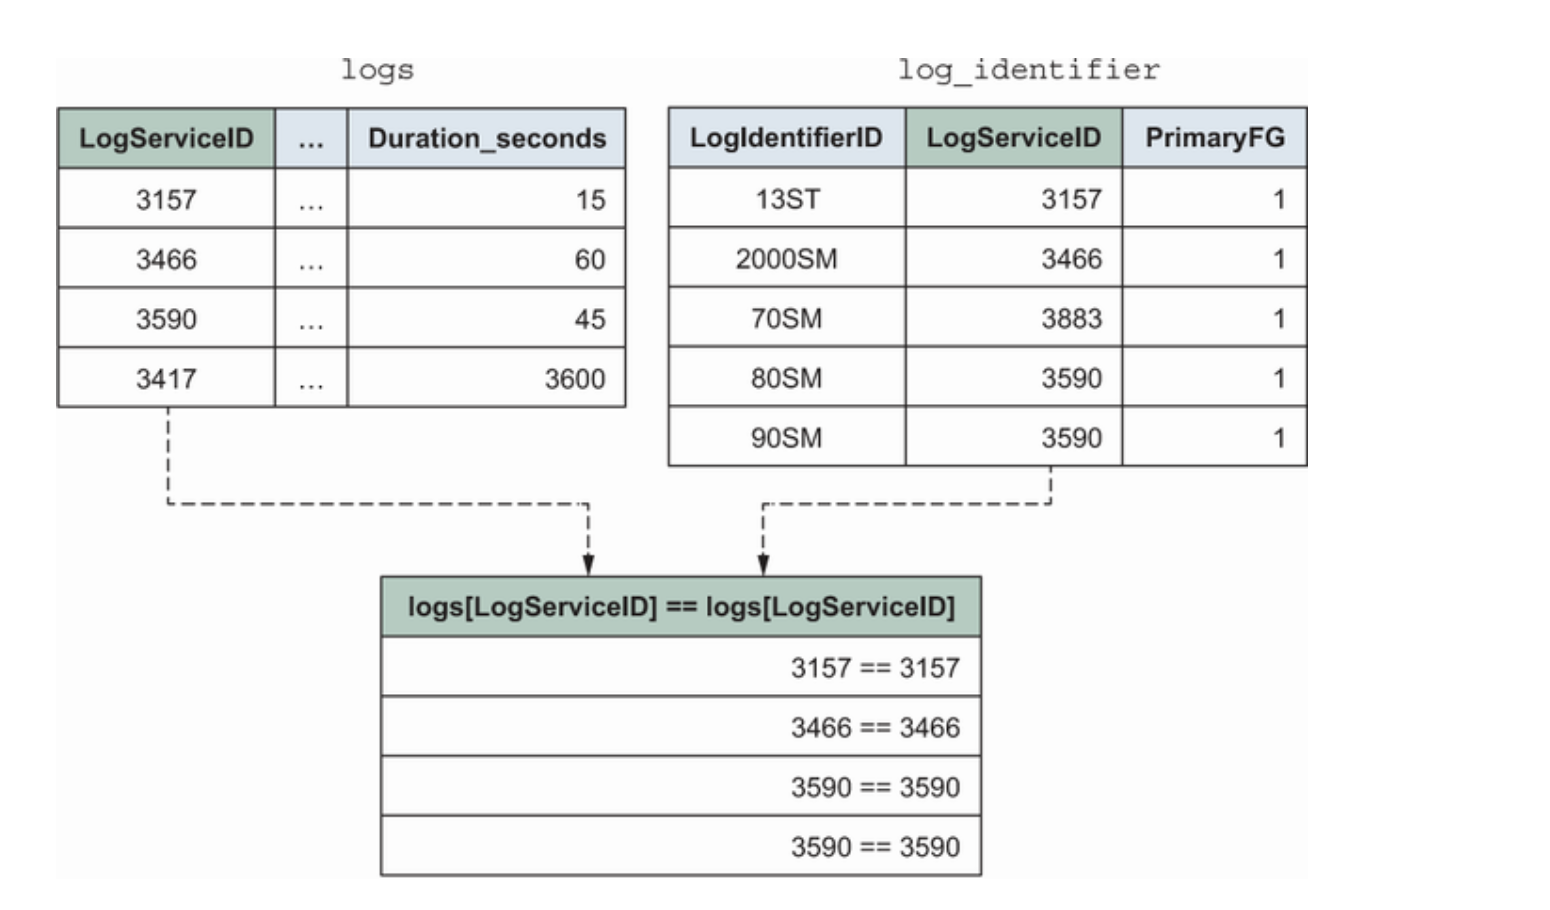 logs
LogServiceID ... Duration_seconds
3157 ... 15
3466 ... 60
3590 ... 45
3417 ... 3600
log_identifier
LogIdentifierID LogServiceID PrimaryFG
13ST 3157 1
2000SM 3466 1
70SM 3883 1
80SM 3590 1
90SM 3590 1
logs[LogServiceID] == logs[LogServiceID]
3157 == 3157
3466 == 3466
3590 == 3590
3590 == 3590